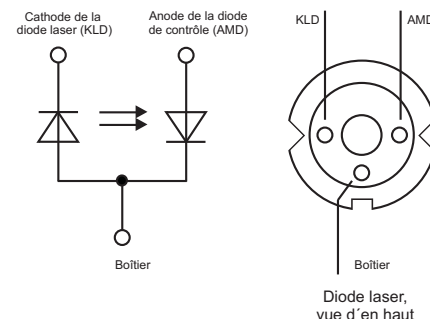 Cathode de la
diode laser (KLD)
Anode de la diode
de contrôle (AMD)
Boîtier
KLD
AMD
Boîtier
Diode laser,
vue d´en haut